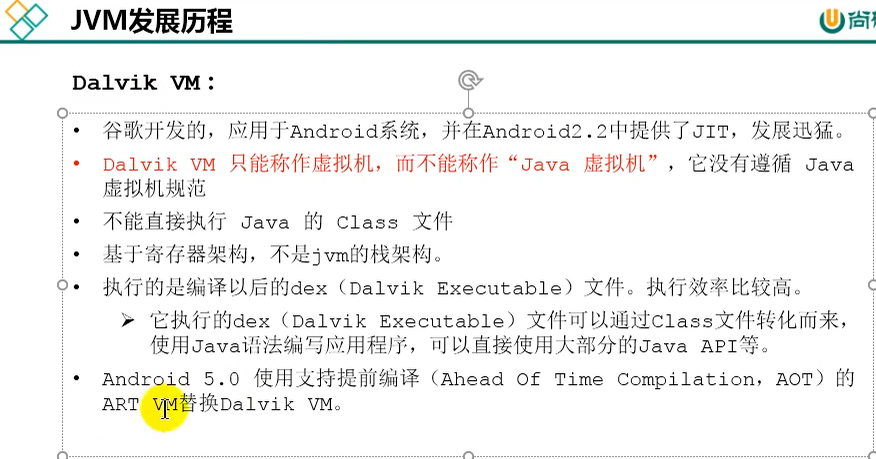 JVM发展历程
尚
Dalvik VM：
• 谷歌开发的，应用于Android系统，并在Android2.2中提供了JIT，发展迅猛。
• Dalvik VM 只能称作虚拟机，而不能称作“Java 虚拟机”，它没有遵循 Java
虚拟机规范
• 不能直接执行 Java 的 Class 文件
• 基于寄存器架构，不是jvm的栈架构。
• 执行的是编译以后的dex（Dalvik Executable）文件。执行效率比较高。
➢ 它执行的dex（Dalvik Executable）文件可以通过Class文件转化而来，
使用Java语法编写应用程序，可以直接使用大部分的Java API等。
• Android 5.0 使用支持提前编译（Ahead Of Time Compilation，AOT）的
ART VM替换Dalvik VM。